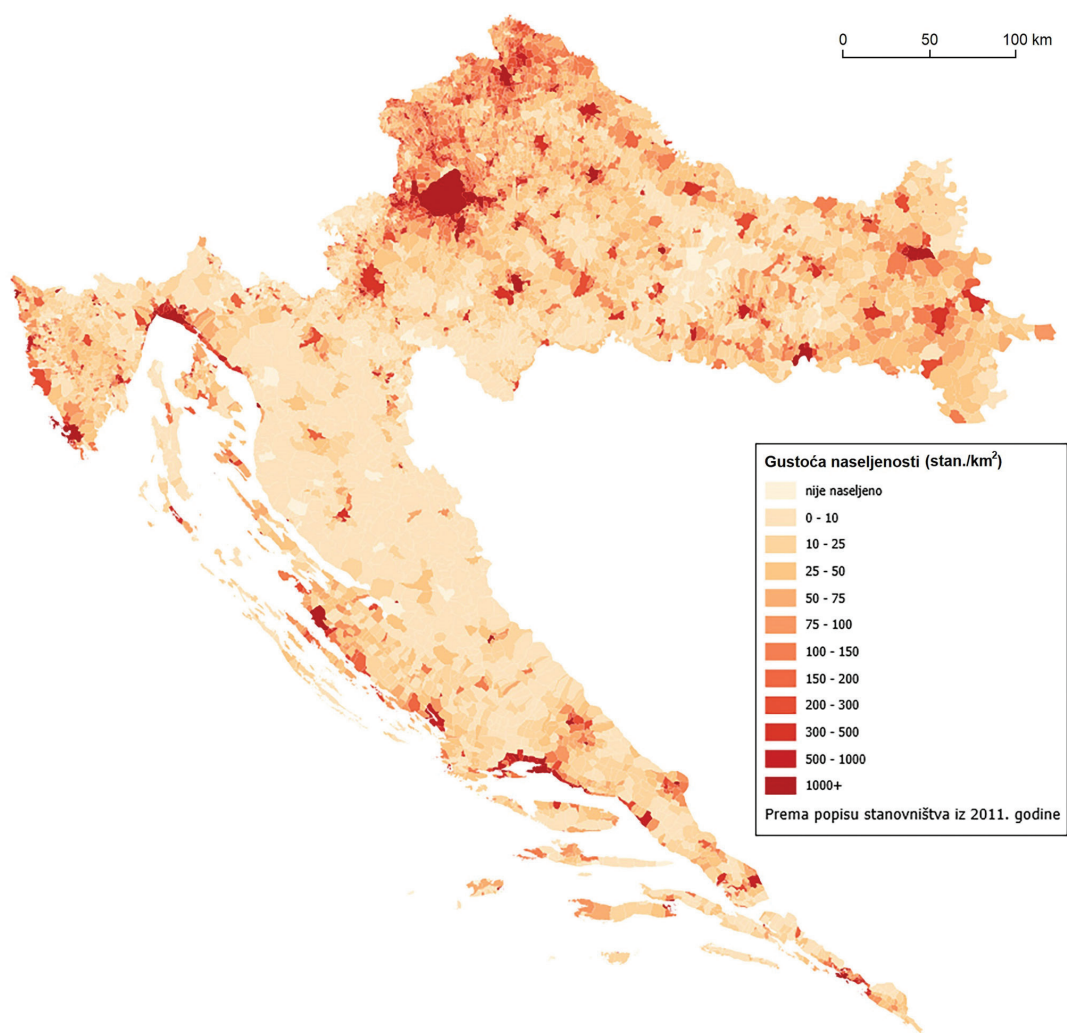 0 50 100 km
Gustoća naseljenosti (stan./km²)
nije naseljeno
0 - 10
10 - 25
25 - 50
50 - 75
75 - 100
100 - 150
150 - 200
200 - 300
300 - 500
500 - 1000
1000+
Prema popisu stanovništva iz 2011. godine